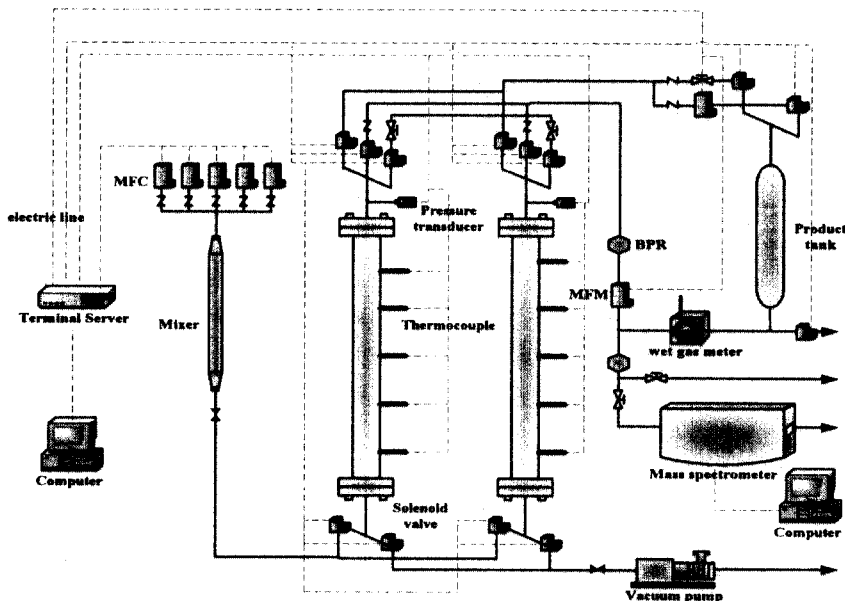 MFC
electric line
Pressure
transducer
Product
tank
BPR
MFM
Terminal Server
Mixer
Thermocouple
wet gas meter
Computer
Mass spectrometer
Solenoid
valve
Computer
Vacuum pump